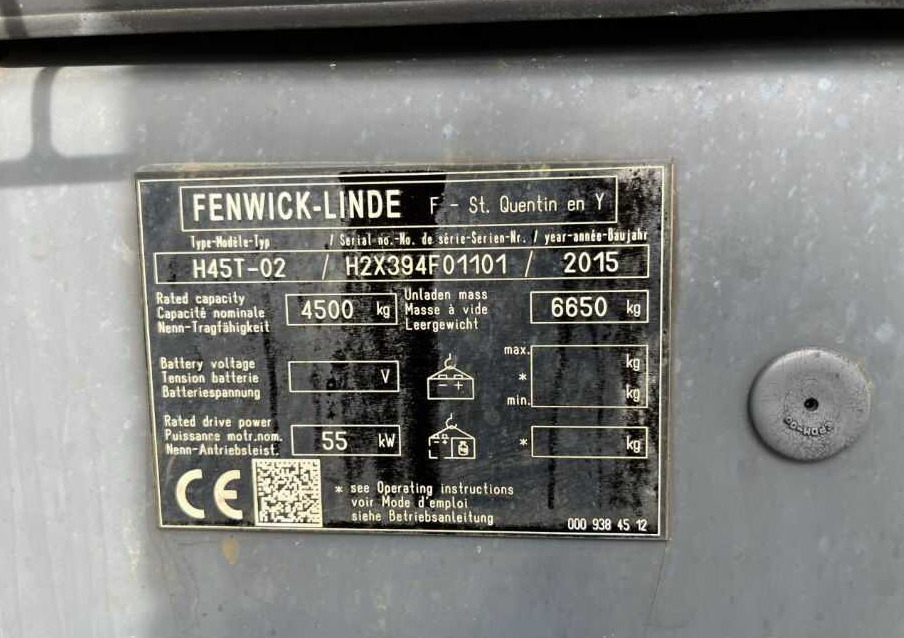 FENWICK-LINDE F - St. Quentin en Y
Type-Modèle-Typ / Serial no.-No. de série-Serien-Nr. / year-année-Baujahr
H45T-02 / H2X394F01101 / 2015
Rated capacity
Capacité nominale
Nenn-Tragfähigkeit
4500 kg
Unladen mass
Masse à vide
Leergewicht
6650 kg
Battery voltage
Tension batterie
Batteriespannung
V
max. kg
*
min. kg
Rated drive power
Puissance motr.nom.
Nenn-Antriebsleist.
55 kW
* kg
CE
* see Operating instructions
voir Mode d'emploi
siehe Betriebsanleitung
000 938 45 12